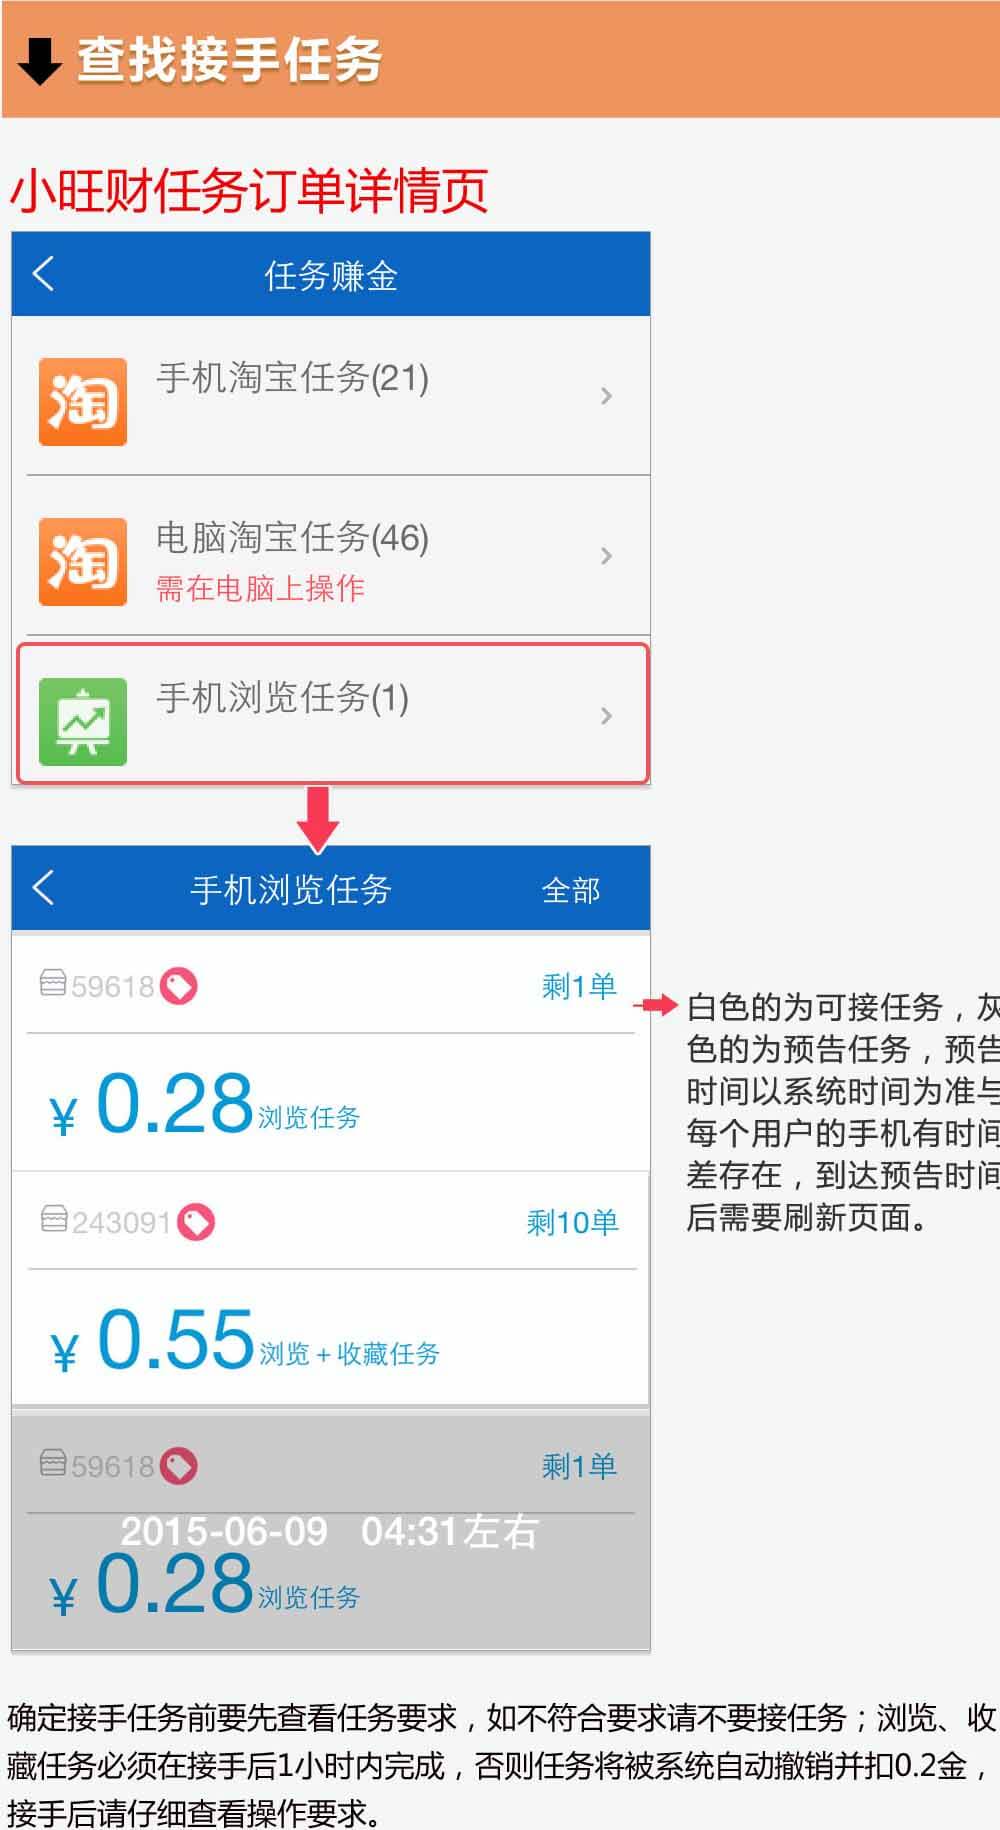 查找接手任务
小旺财任务订单详情页
任务赚金
淘
手机淘宝任务(21)
淘
电脑淘宝任务(46)
需在电脑上操作
手机浏览任务(1)
手机浏览任务 全部
59618 剩1单
¥ 0.28 浏览任务
243091 剩10单
¥ 0.55 浏览+收藏任务
59618 剩1单
2015-06-09 04:31左右
¥ 0.28 浏览任务
白色的为可接任务，灰
色的为预告任务，预告
时间以系统时间为准与
每个用户的手机有时间
差存在，到达预告时间
后需要刷新页面。
确定接手任务前要先查看任务要求，如不符合要求请不要接任务；浏览、收
藏任务必须在接手后1小时内完成，否则任务将被系统自动撤销并扣0.2金，
接手后请仔细查看操作要求。